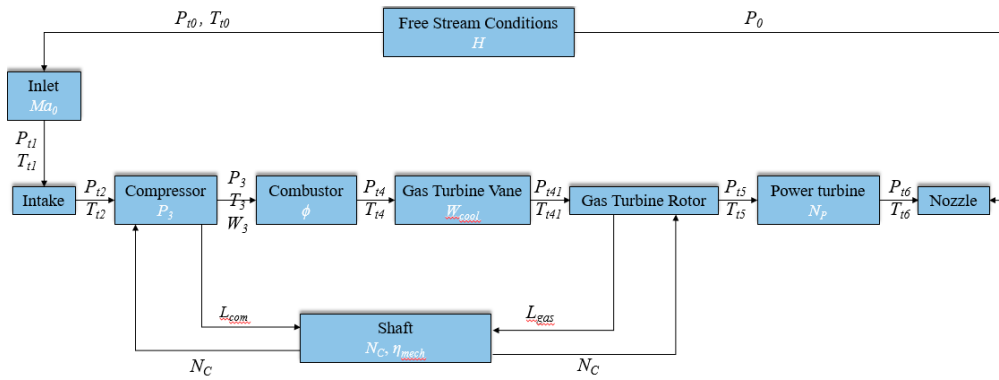 P_t0 , T_t0
Free Stream Conditions
H
P_0
Inlet
Ma_0
P_t1
T_t1
Intake
P_t2
T_t2
Compressor
P_3
P_3
T_3
W_3
Combustor
ϕ
P_t4
T_t4
Gas Turbine Vane
W_cool
P_t41
T_t41
Gas Turbine Rotor
P_t5
T_t5
Power turbine
N_P
P_t6
T_t6
Nozzle
L_com
L_gas
Shaft
N_C, η_mech
N_C
N_C